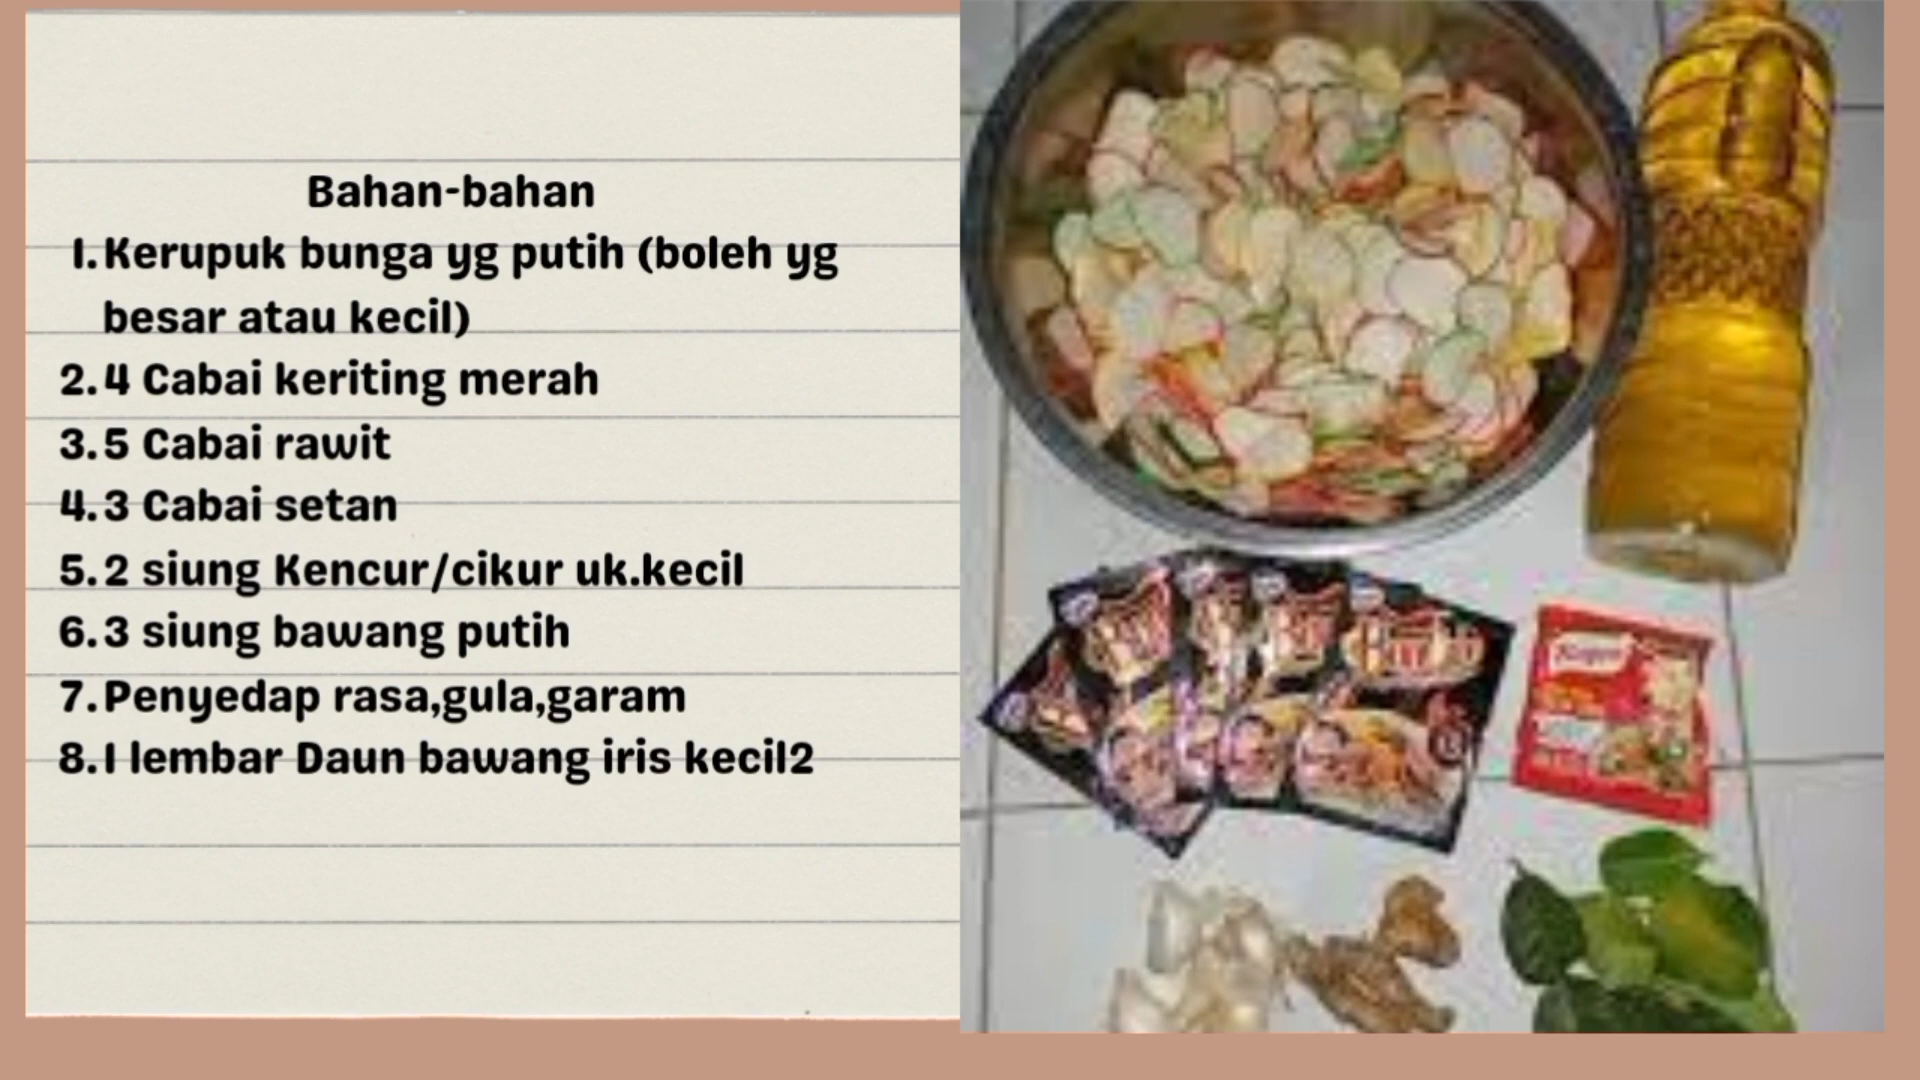 Bahan-bahan
1. Kerupuk bunga yg putih (boleh yg
besar atau kecil)
2. 4 Cabai keriting merah
3. 5 Cabai rawit
4. 3 Cabai setan
5. 2 siung Kencur/cikur uk.kecil
6. 3 siung bawang putih
7. Penyedap rasa,gula,garam
8. 1 lembar Daun bawang iris kecil2